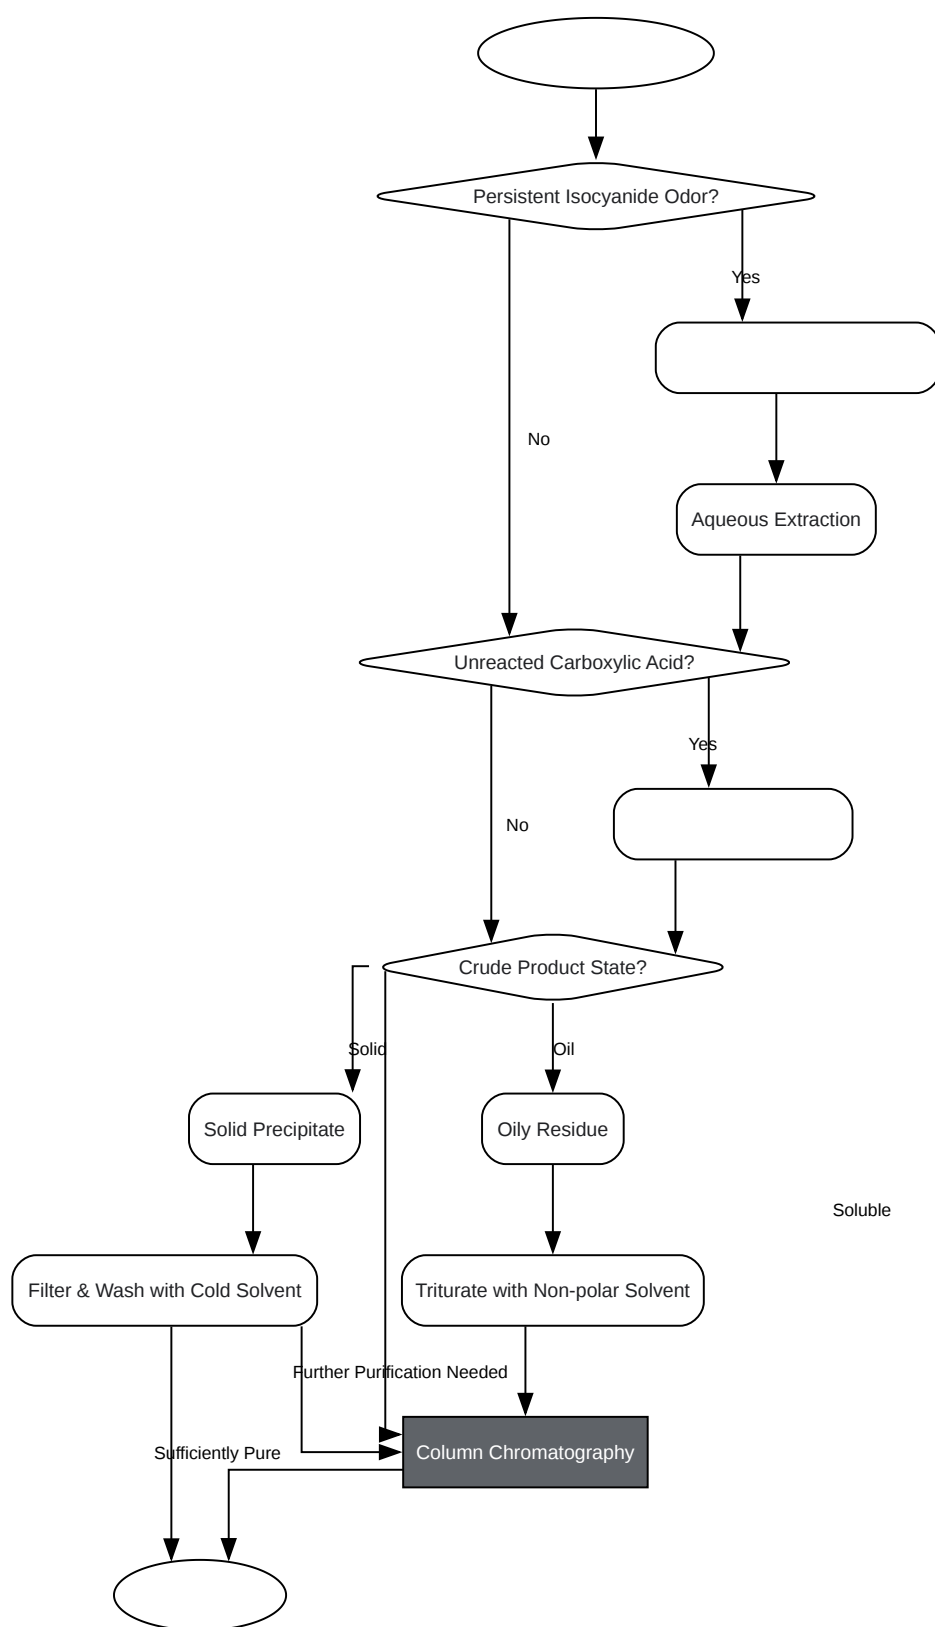 Persistent Isocyanide Odor?
Yes
No
Aqueous Extraction
Unreacted Carboxylic Acid?
Yes
No
Crude Product State?
Solid
Oil
Solid Precipitate
Oily Residue
Soluble
Filter & Wash with Cold Solvent
Triturate with Non-polar Solvent
Further Purification Needed
Column Chromatography
Sufficiently Pure